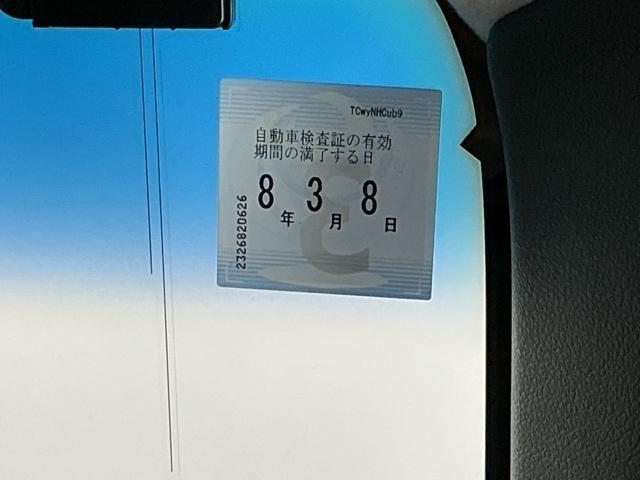 TCwyNHCub9
自動車検査証の有効
期間の満了する日
8年3月8日
2326820626